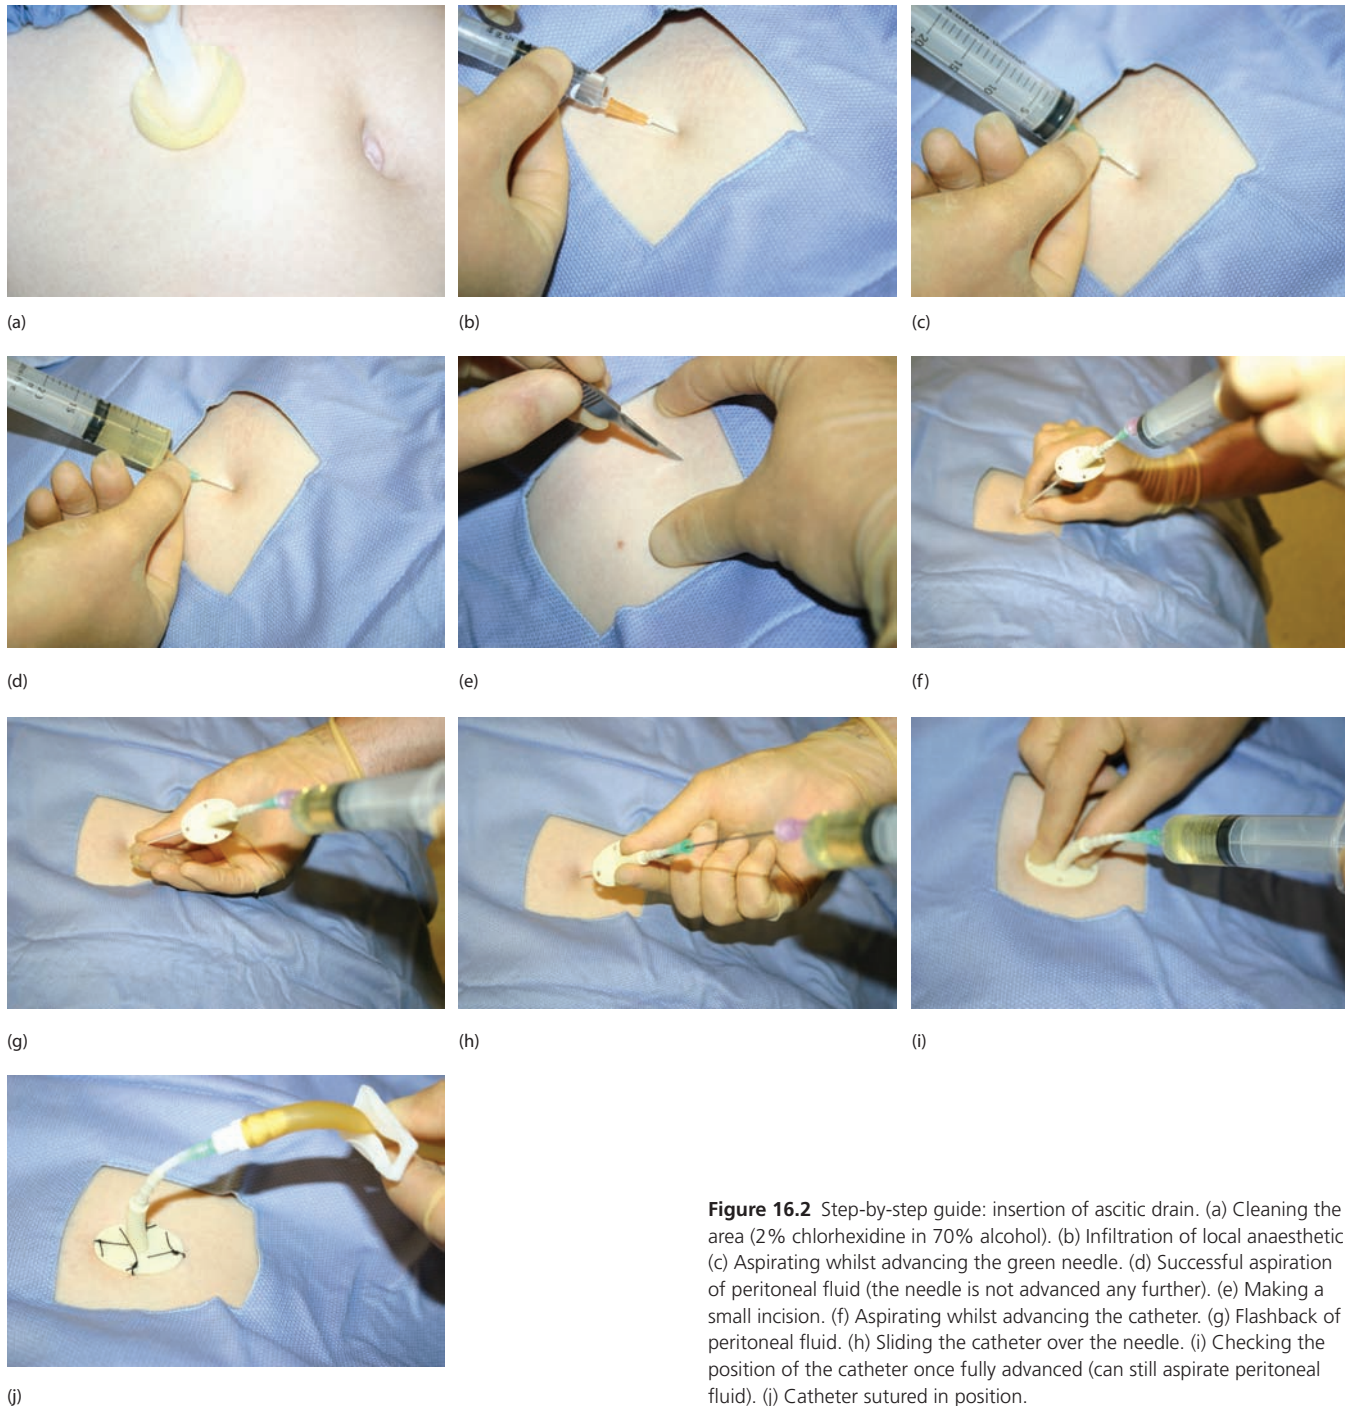 (a)
(b)
(c)
(d)
(e)
(f)
(g)
(h)
(i)
(j)
20
15
10
5
Figure 16.2 Step-by-step guide: insertion of ascitic drain. (a) Cleaning the
area (2% chlorhexidine in 70% alcohol). (b) Infiltration of local anaesthetic
(c) Aspirating whilst advancing the green needle. (d) Successful aspiration
of peritoneal fluid (the needle is not advanced any further). (e) Making a
small incision. (f) Aspirating whilst advancing the catheter. (g) Flashback of
peritoneal fluid. (h) Sliding the catheter over the needle. (i) Checking the
position of the catheter once fully advanced (can still aspirate peritoneal
fluid). (j) Catheter sutured in position.